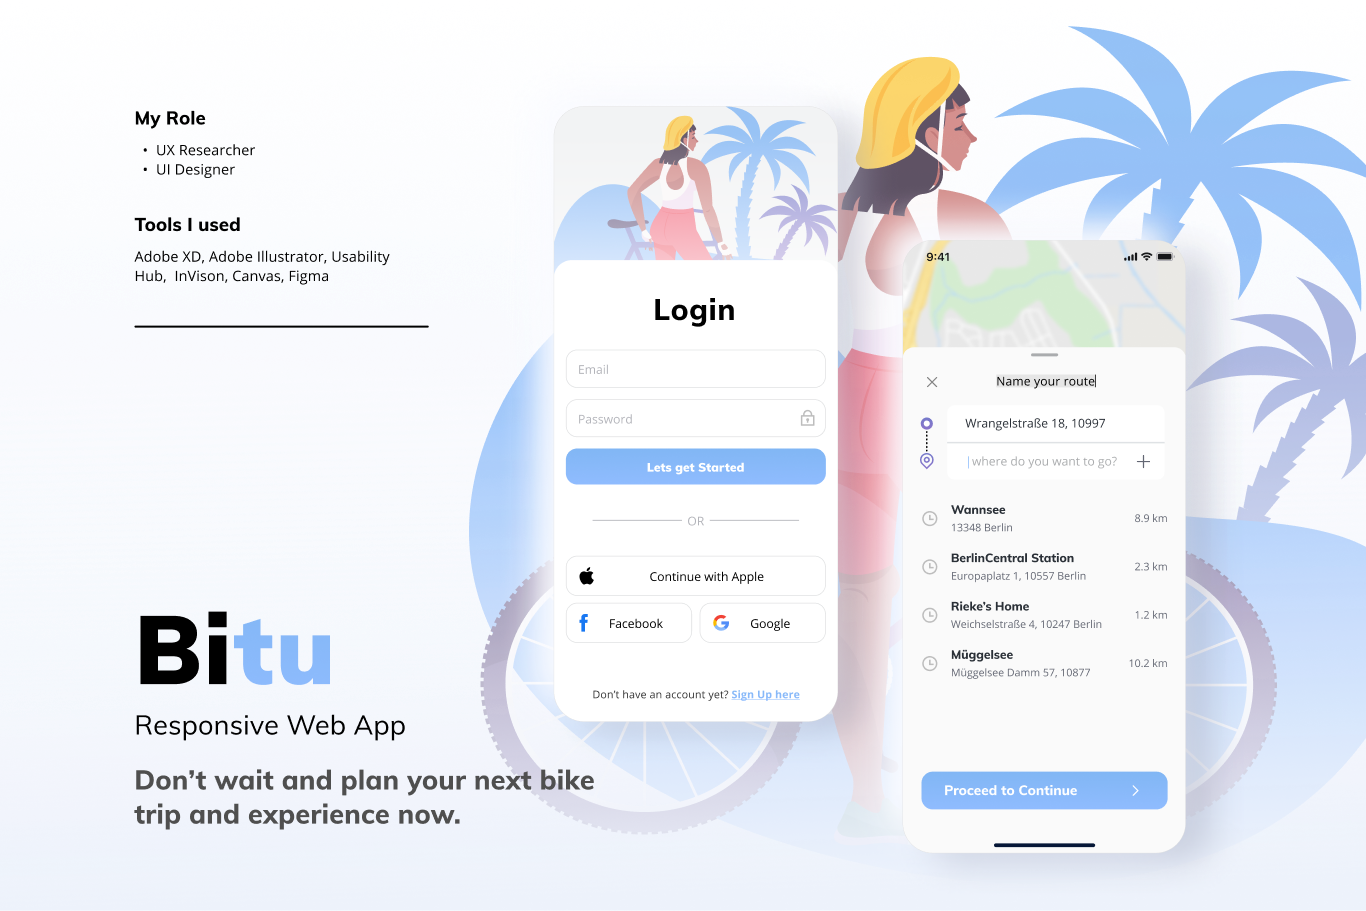 My Role
• UX Researcher
• UI Designer
Tools I used
Adobe XD, Adobe Illustrator, Usability
Hub, InVison, Canvas, Figma
Bitu
Responsive Web App
Don't wait and plan your next bike
trip and experience now.
Login
Email
Password
Lets get Started
OR
Continue with Apple
Facebook
Google
Don't have an account yet? Sign Up here
9:41
Name your route
Wrangelstraße 18, 10997
where do you want to go?
Wannsee
13348 Berlin
8.9 km
BerlinCentral Station
Europaplatz 1, 10557 Berlin
2.3 km
Rieke's Home
Weichselstraße 4, 10247 Berlin
1.2 km
Müggelsee
Müggelsee Damm 57, 10877
10.2 km
Proceed to Continue